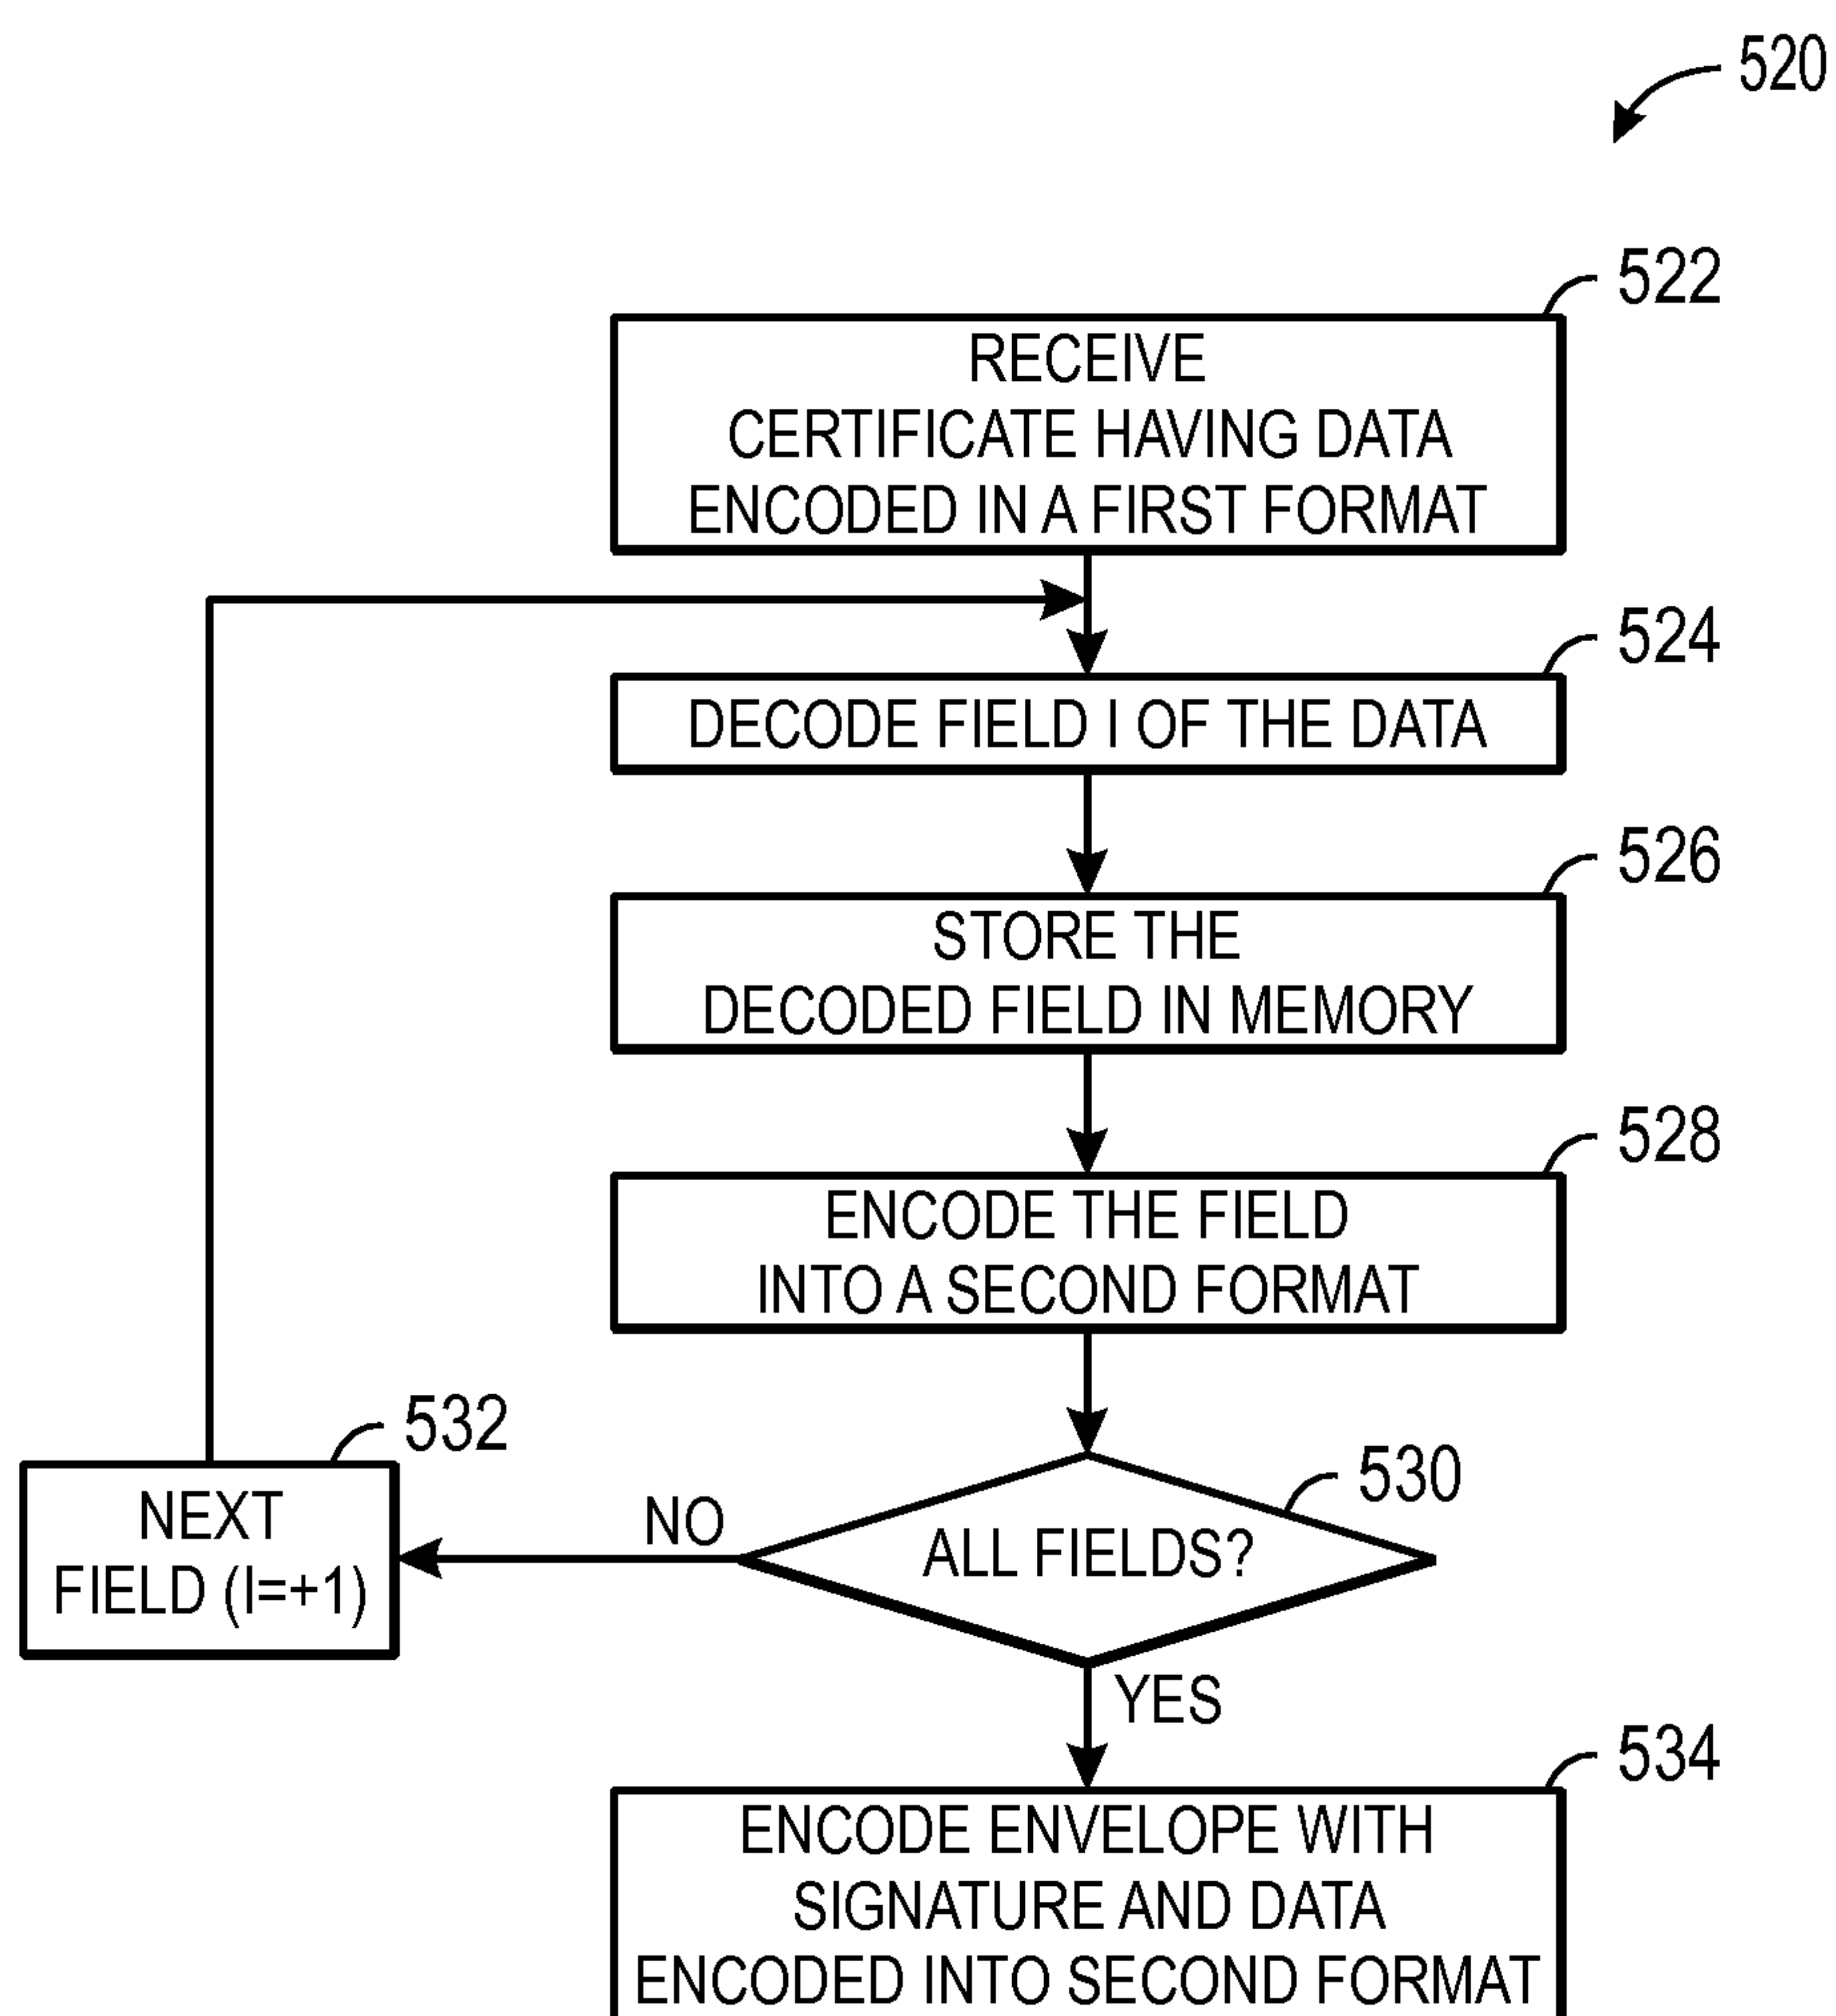 520
522
RECEIVE
CERTIFICATE HAVING DATA
ENCODED IN A FIRST FORMAT
524
DECODE FIELD I OF THE DATA
526
STORE THE
DECODED FIELD IN MEMORY
528
ENCODE THE FIELD
INTO A SECOND FORMAT
532
NEXT
FIELD (I=+1)
NO
530
ALL FIELDS?
YES
534
ENCODE ENVELOPE WITH
SIGNATURE AND DATA
ENCODED INTO SECOND FORMAT